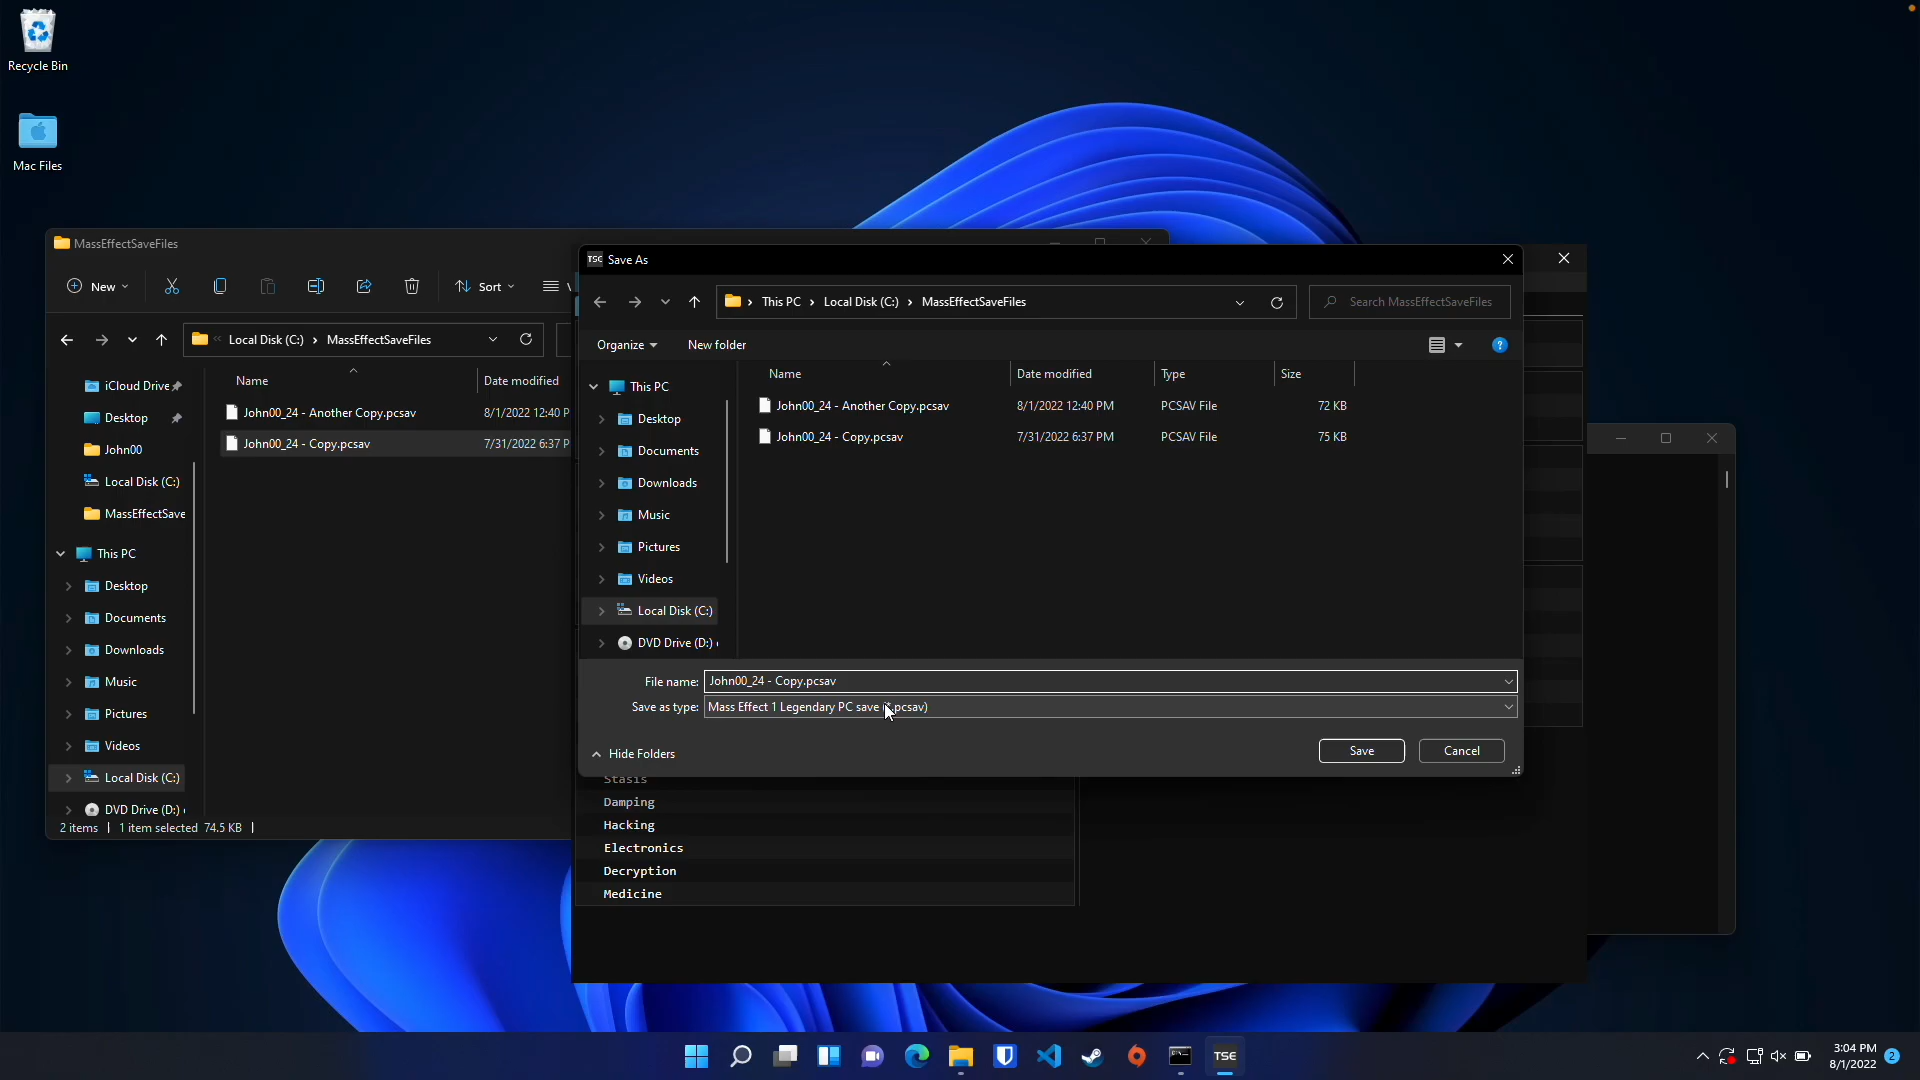 Recycle Bin
Mac Files
MassEffectSaveFiles
New
Sort
Local Disk (C:) › MassEffectSaveFiles
Name
Date modified
iCloud Drive
Desktop
John00
Local Disk (C:)
MassEffectSave
This PC
Desktop
Documents
Downloads
Music
Pictures
Videos
Local Disk (C:)
DVD Drive (D:)
John00_24 - Another Copy.pcsav 8/1/2022 12:40 P
John00_24 - Copy.pcsav 7/31/2022 6:37 P
2 items | 1 item selected 74.5 KB |
TSE Save As
This PC › Local Disk (C:) › MassEffectSaveFiles
Search MassEffectSaveFiles
Organize
New folder
Name Date modified Type Size
John00_24 - Another Copy.pcsav 8/1/2022 12:40 PM PCSAV File 72 KB
John00_24 - Copy.pcsav 7/31/2022 6:37 PM PCSAV File 75 KB
This PC
Desktop
Documents
Downloads
Music
Pictures
Videos
Local Disk (C:)
DVD Drive (D:)
File name: John00_24 - Copy.pcsav
Save as type: Mass Effect 1 Legendary PC save (*.pcsav)
Hide Folders
Save
Cancel
Stasis
Damping
Hacking
Electronics
Decryption
Medicine
TSE
3:04 PM
8/1/2022
2